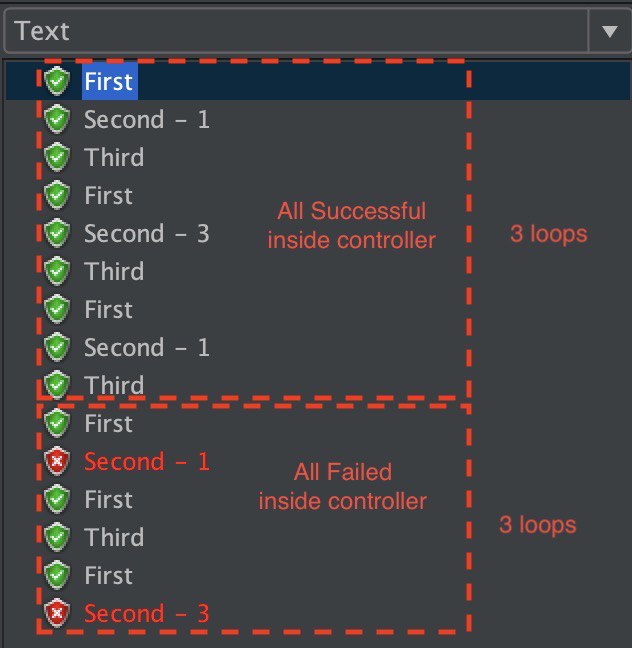 Text
First
Second - 1
Third
First
Second - 3
Third
First
Second - 1
Third
All Successful
inside controller
3 loops
First
Second - 1
First
Third
First
Second - 3
All Failed
inside controller
3 loops